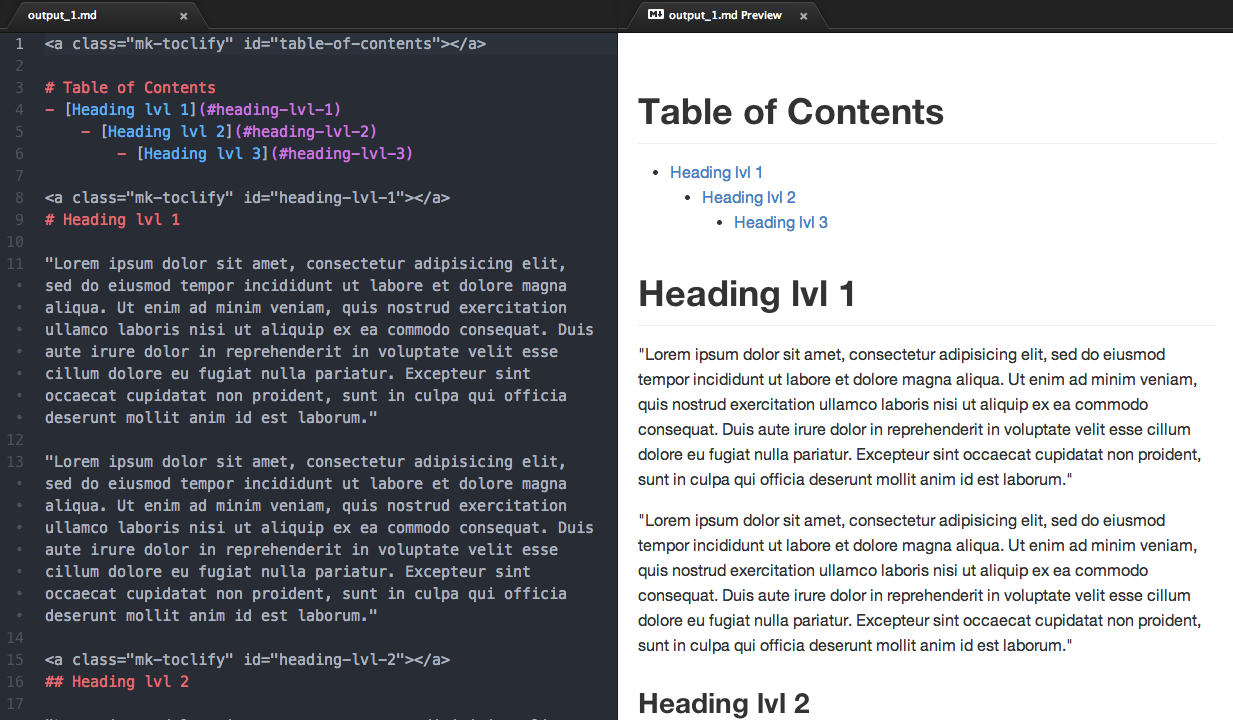 output_1.md
1 <a class="mk-toclify" id="table-of-contents"></a>
2
3 # Table of Contents
4 - [Heading lvl 1](#heading-lvl-1)
5 - [Heading lvl 2](#heading-lvl-2)
6 - [Heading lvl 3](#heading-lvl-3)
7
8 <a class="mk-toclify" id="heading-lvl-1"></a>
9 # Heading lvl 1
10
11 "Lorem ipsum dolor sit amet, consectetur adipisicing elit,
• sed do eiusmod tempor incididunt ut labore et dolore magna
• aliqua. Ut enim ad minim veniam, quis nostrud exercitation
• ullamco laboris nisi ut aliquip ex ea commodo consequat. Duis
• aute irure dolor in reprehenderit in voluptate velit esse
• cillum dolore eu fugiat nulla pariatur. Excepteur sint
• occaecat cupidatat non proident, sunt in culpa qui officia
• deserunt mollit anim id est laborum."
12
13 "Lorem ipsum dolor sit amet, consectetur adipisicing elit,
• sed do eiusmod tempor incididunt ut labore et dolore magna
• aliqua. Ut enim ad minim veniam, quis nostrud exercitation
• ullamco laboris nisi ut aliquip ex ea commodo consequat. Duis
• aute irure dolor in reprehenderit in voluptate velit esse
• cillum dolore eu fugiat nulla pariatur. Excepteur sint
• occaecat cupidatat non proident, sunt in culpa qui officia
• deserunt mollit anim id est laborum."
14
15 <a class="mk-toclify" id="heading-lvl-2"></a>
16 ## Heading lvl 2
17
output_1.md Preview
Table of Contents
• Heading lvl 1
• Heading lvl 2
• Heading lvl 3
Heading lvl 1
"Lorem ipsum dolor sit amet, consectetur adipisicing elit, sed do eiusmod
tempor incididunt ut labore et dolore magna aliqua. Ut enim ad minim veniam,
quis nostrud exercitation ullamco laboris nisi ut aliquip ex ea commodo
consequat. Duis aute irure dolor in reprehenderit in voluptate velit esse cillum
dolore eu fugiat nulla pariatur. Excepteur sint occaecat cupidatat non proident,
sunt in culpa qui officia deserunt mollit anim id est laborum."
"Lorem ipsum dolor sit amet, consectetur adipisicing elit, sed do eiusmod
tempor incididunt ut labore et dolore magna aliqua. Ut enim ad minim veniam,
quis nostrud exercitation ullamco laboris nisi ut aliquip ex ea commodo
consequat. Duis aute irure dolor in reprehenderit in voluptate velit esse cillum
dolore eu fugiat nulla pariatur. Excepteur sint occaecat cupidatat non proident,
sunt in culpa qui officia deserunt mollit anim id est laborum."
Heading lvl 2